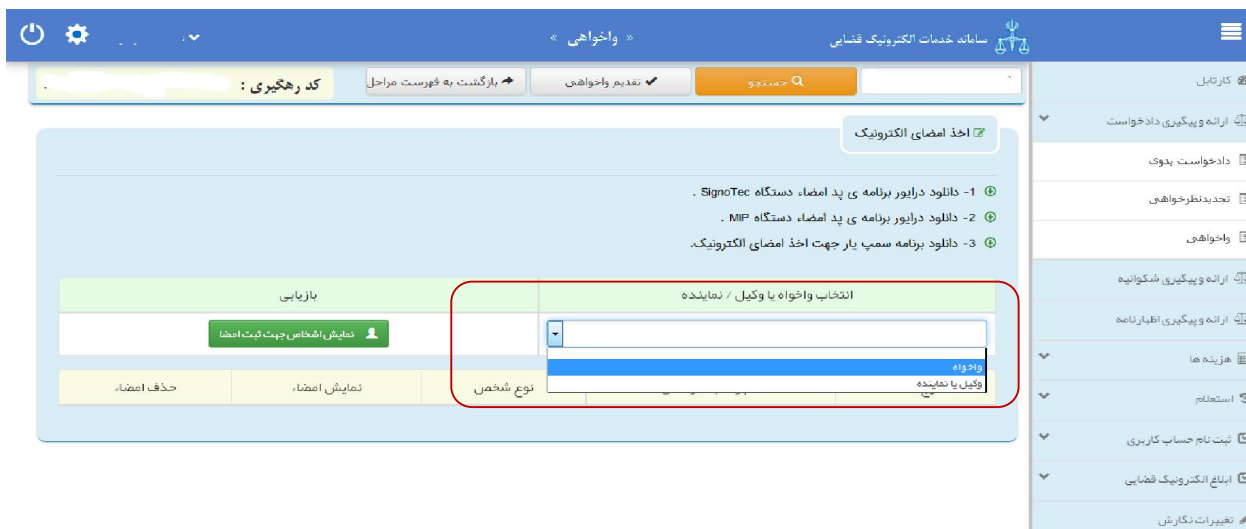 سامانه خدمات الکترونیک قضایی
« واخواهی »
جستجو
تقدیم واخواهی
بازگشت به فهرست مراحل
کد رهگیری :
کارتابل
ارائه و پیگیری دادخواست
دادخواست بدوی
تجدیدنظرخواهی
واخواهی
ارائه و پیگیری شکوائیه
ارائه و پیگیری اظهارنامه
هزینه ها
استعلام
ثبت نام حساب کاربری
ابلاغ الکترونیک قضایی
تغییرات نگارش
اخذ امضای الکترونیک
1- دانلود درایور برنامه ی پد امضاء دستگاه SignoTec .
2- دانلود درایور برنامه ی پد امضاء دستگاه MIP .
3- دانلود برنامه سمپ یار جهت اخذ امضای الکترونیک.
انتخاب واخواه یا وکیل / نماینده
بازیابی
نمایش اشخاص جهت ثبت امضا
واخواه
وکیل یا نماینده
نوع شخص
نمایش امضاء
حذف امضاء